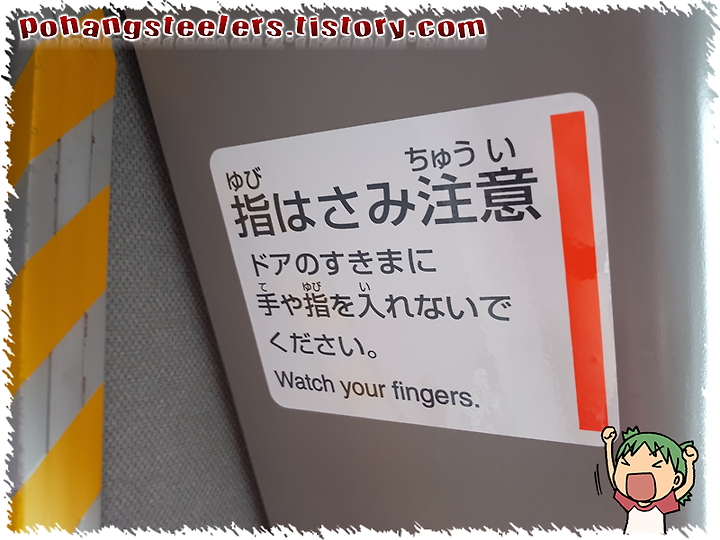 pohangsteelers.tistory.com
ゆび ちゅうい
指はさみ注意
ドアのすきまに
て ゆび い
手や指を入れないで
ください。
Watch your fingers.